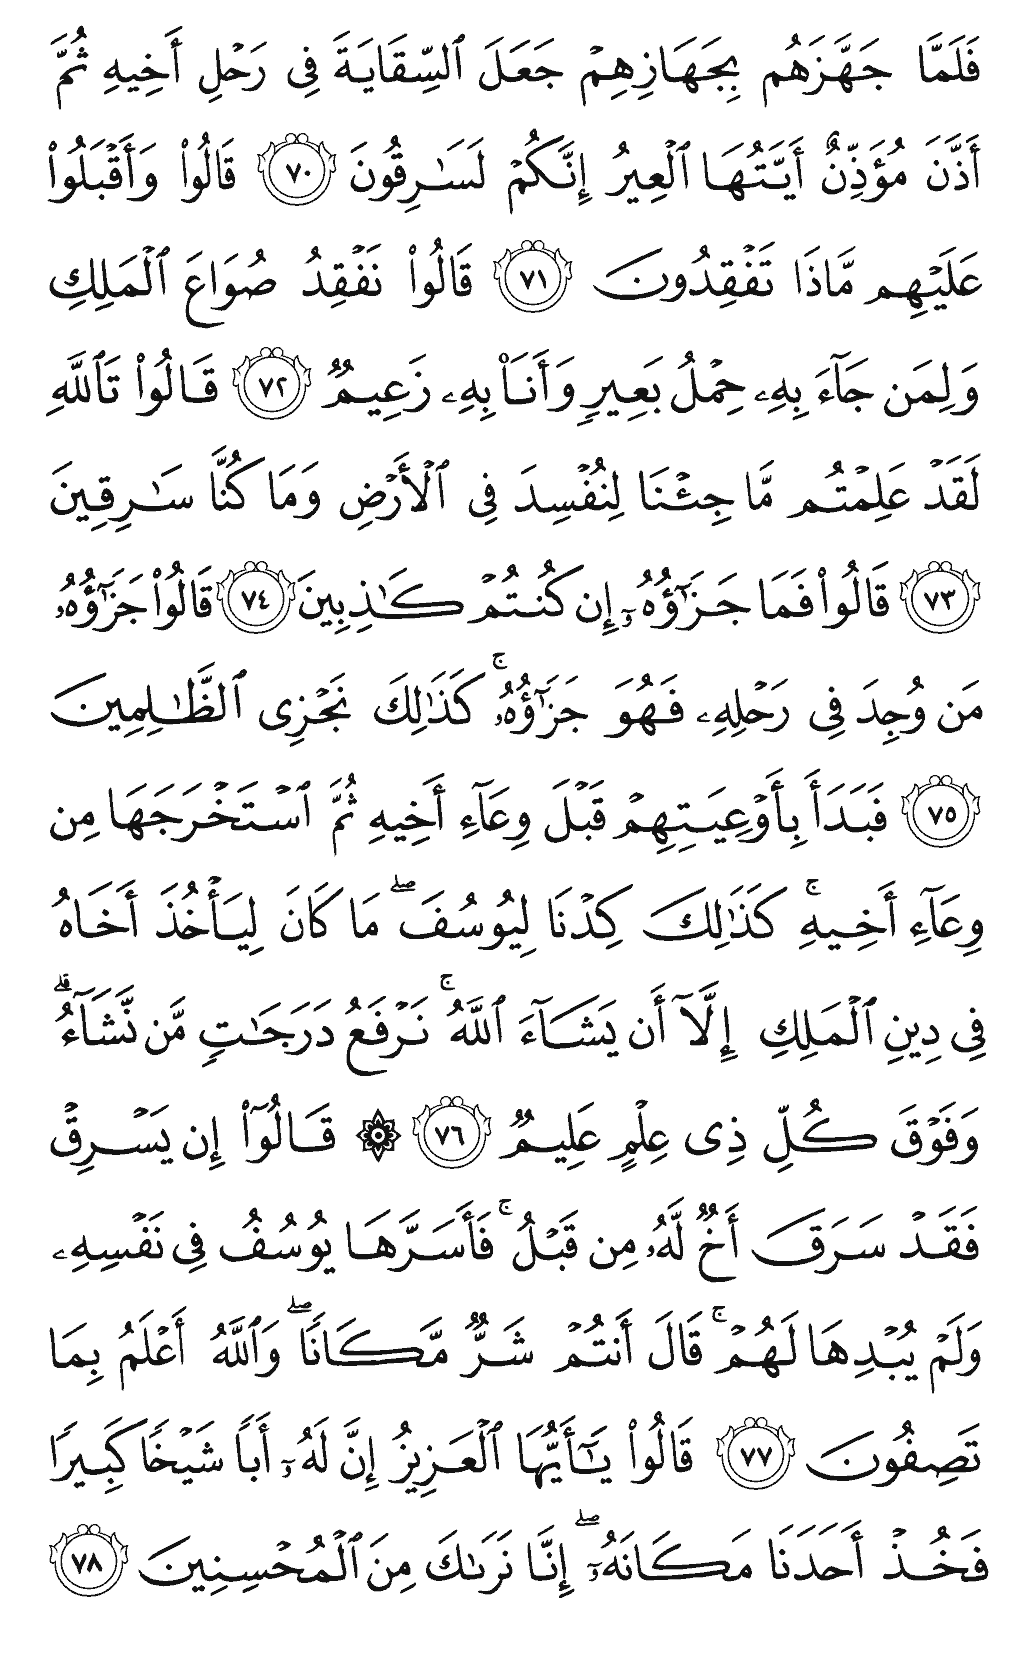 فَلَمَّا جَهَّزَهُم بِجَهَازِهِمْ جَعَلَ ٱلسِّقَايَةَ فِى رَحْلِ أَخِيهِ ثُمَّ
أَذَّنَ مُؤَذِّنٌ أَيَّتُهَا ٱلْعِيرُ إِنَّكُمْ لَسَـٰرِقُونَ ٧٠ قَالُوا۟ وَأَقْبَلُوا۟
عَلَيْهِم مَّاذَا تَفْقِدُونَ ٧١ قَالُوا۟ نَفْقِدُ صُوَاعَ ٱلْمَلِكِ
وَلِمَن جَآءَ بِهِۦ حِمْلُ بَعِيرٍ وَأَنَا۠ بِهِۦ زَعِيمٌ ٧٢ قَالُوا۟ تَٱللَّهِ
لَقَدْ عَلِمْتُم مَّا جِئْنَا لِنُفْسِدَ فِى ٱلْأَرْضِ وَمَا كُنَّا سَـٰرِقِينَ
٧٣ قَالُوا۟ فَمَا جَزَٰٓؤُهُۥٓ إِن كُنتُمْ كَـٰذِبِينَ ٧٤ قَالُوا۟ جَزَٰٓؤُهُۥ
مَن وُجِدَ فِى رَحْلِهِۦ فَهُوَ جَزَٰٓؤُهُۥ ۚ كَذَٰلِكَ نَجْزِى ٱلظَّـٰلِمِينَ
٧٥ فَبَدَأَ بِأَوْعِيَتِهِمْ قَبْلَ وِعَآءِ أَخِيهِ ثُمَّ ٱسْتَخْرَجَهَا مِن
وِعَآءِ أَخِيهِ ۚ كَذَٰلِكَ كِدْنَا لِيُوسُفَ ۖ مَا كَانَ لِيَأْخُذَ أَخَاهُ
فِى دِينِ ٱلْمَلِكِ إِلَّآ أَن يَشَآءَ ٱللَّهُ ۚ نَرْفَعُ دَرَجَـٰتٍ مَّن نَّشَآءُ ۗ
وَفَوْقَ كُلِّ ذِى عِلْمٍ عَلِيمٌ ٧٦ ۞ قَالُوٓا۟ إِن يَسْرِقْ
فَقَدْ سَرَقَ أَخٌ لَّهُۥ مِن قَبْلُ ۚ فَأَسَرَّهَا يُوسُفُ فِى نَفْسِهِۦ
وَلَمْ يُبْدِهَا لَهُمْ ۚ قَالَ أَنتُمْ شَرٌّ مَّكَانًا ۖ وَٱللَّهُ أَعْلَمُ بِمَا
تَصِفُونَ ٧٧ قَالُوا۟ يَـٰٓأَيُّهَا ٱلْعَزِيزُ إِنَّ لَهُۥٓ أَبًا شَيْخًا كَبِيرًا
فَخُذْ أَحَدَنَا مَكَانَهُۥٓ ۖ إِنَّا نَرَىٰكَ مِنَ ٱلْمُحْسِنِينَ ٧٨